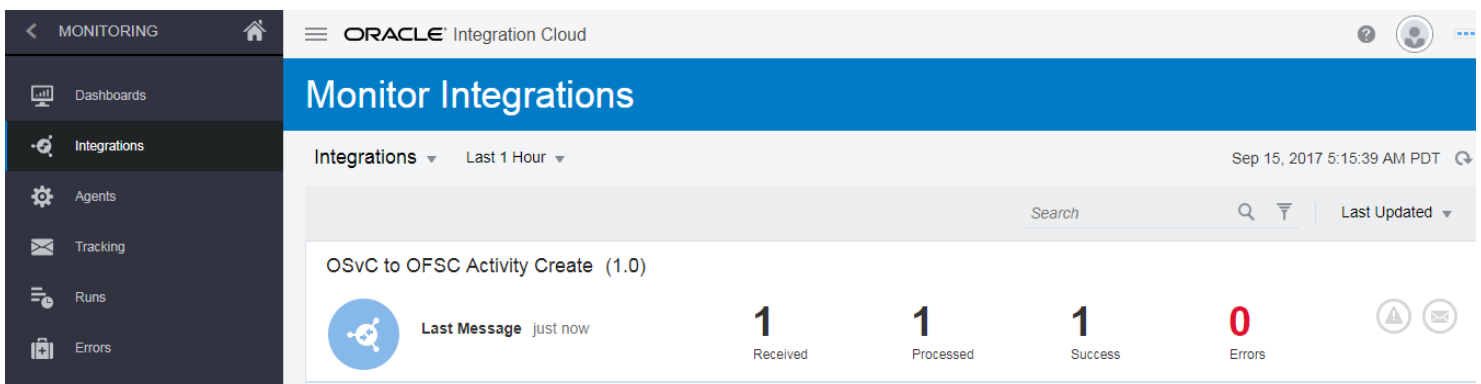 MONITORING
Dashboards
Integrations
Agents
Tracking
Runs
Errors
ORACLE Integration Cloud
?
Monitor Integrations
Integrations Last 1 Hour Sep 15, 2017 5:15:39 AM PDT
Search Last Updated
OSvC to OFSC Activity Create (1.0)
Last Message just now
1 1 1 0
Received Processed Success Errors